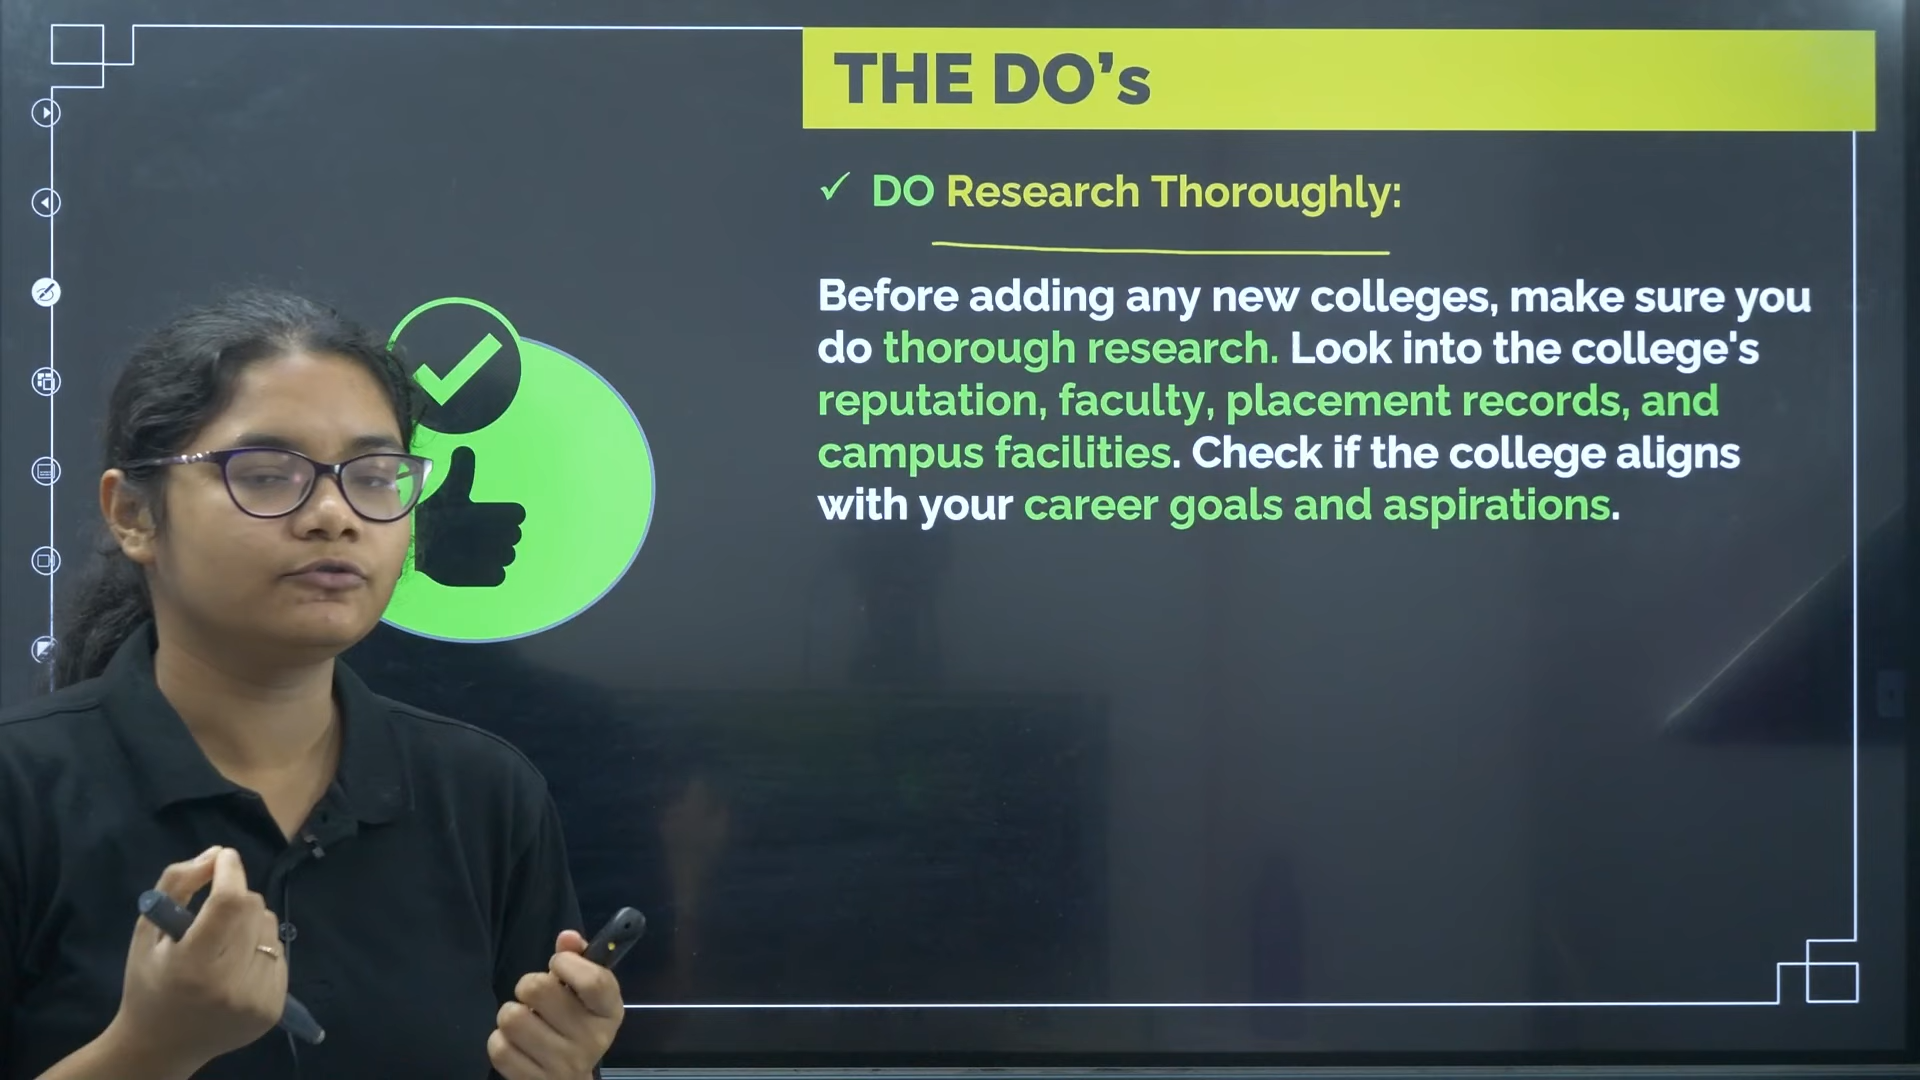 THE DO’s
✓ DO Research Thoroughly:
Before adding any new colleges, make sure you
do thorough research. Look into the college's
reputation, faculty, placement records, and
campus facilities. Check if the college aligns
with your career goals and aspirations.